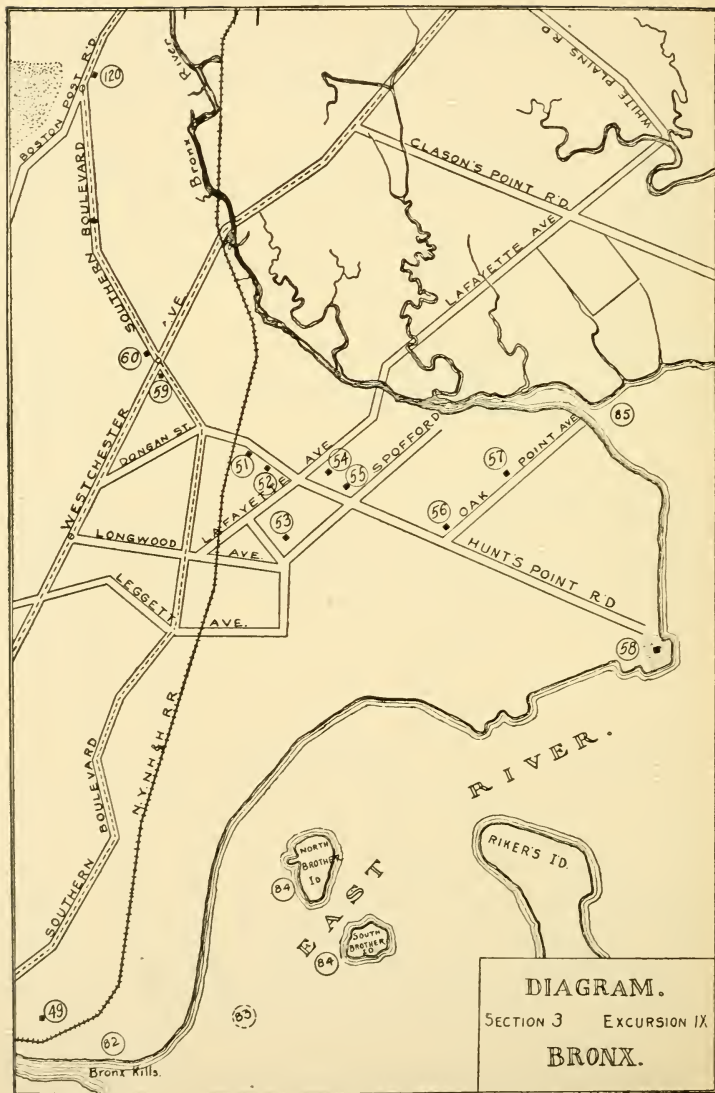 BOSTON POST R'D
120
River
Bronx
WHITE PLAINS RD
SOUTHERN BOULEVARD
CLASON'S POINT R'D
LAFAYETTE AVE
WESTCHESTER AVE
60
59
DONGAN ST.
51
52
54
55
LAFAYETTE AVE
SPOFFORD
57
85
OAK POINT AVE
56
53
LONGWOOD AVE.
HUNT'S POINT R'D
LEGGETT AVE.
58
SOUTHERN BOULEVARD
N.Y.N.H & H R.R.
EAST RIVER.
NORTH
BROTHER
ID
84
RIKER'S ID.
SOUTH
BROTHER
ID
84
49
82
83
Bronx Kills.
DIAGRAM.
SECTION 3 EXCURSION IX
BRONX.